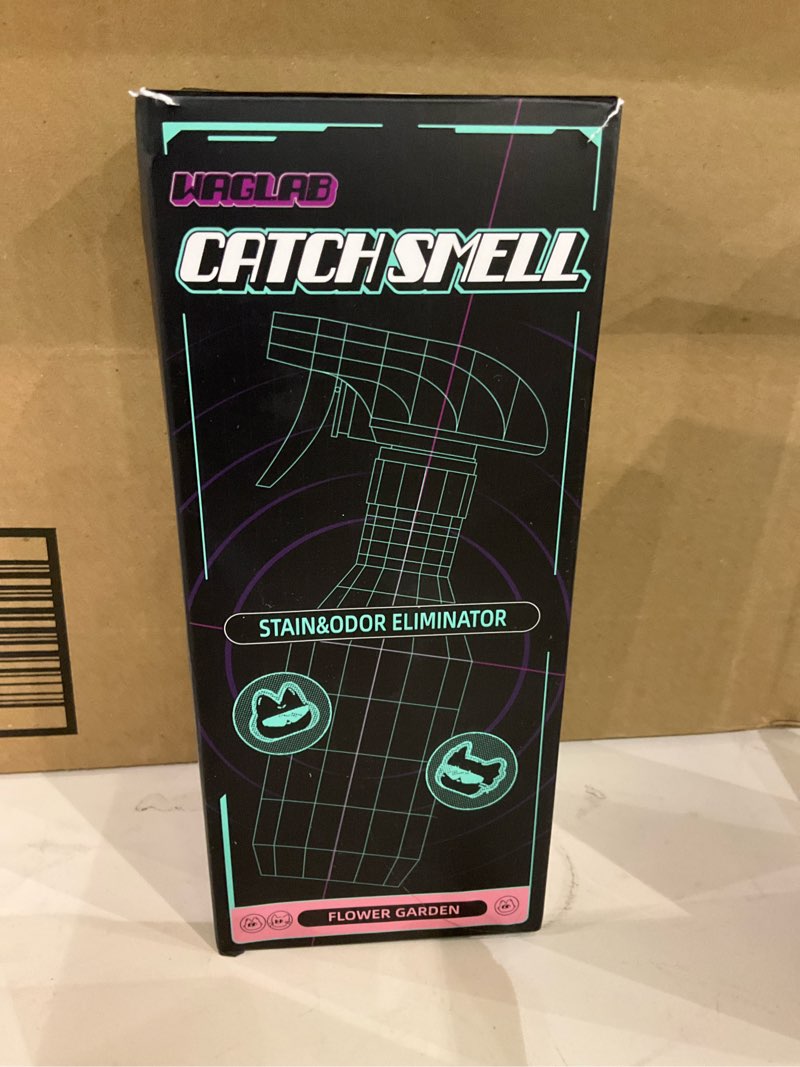 WAGLAB
CATCH SMELL
STAIN&ODOR ELIMINATOR
FLOWER GARDEN